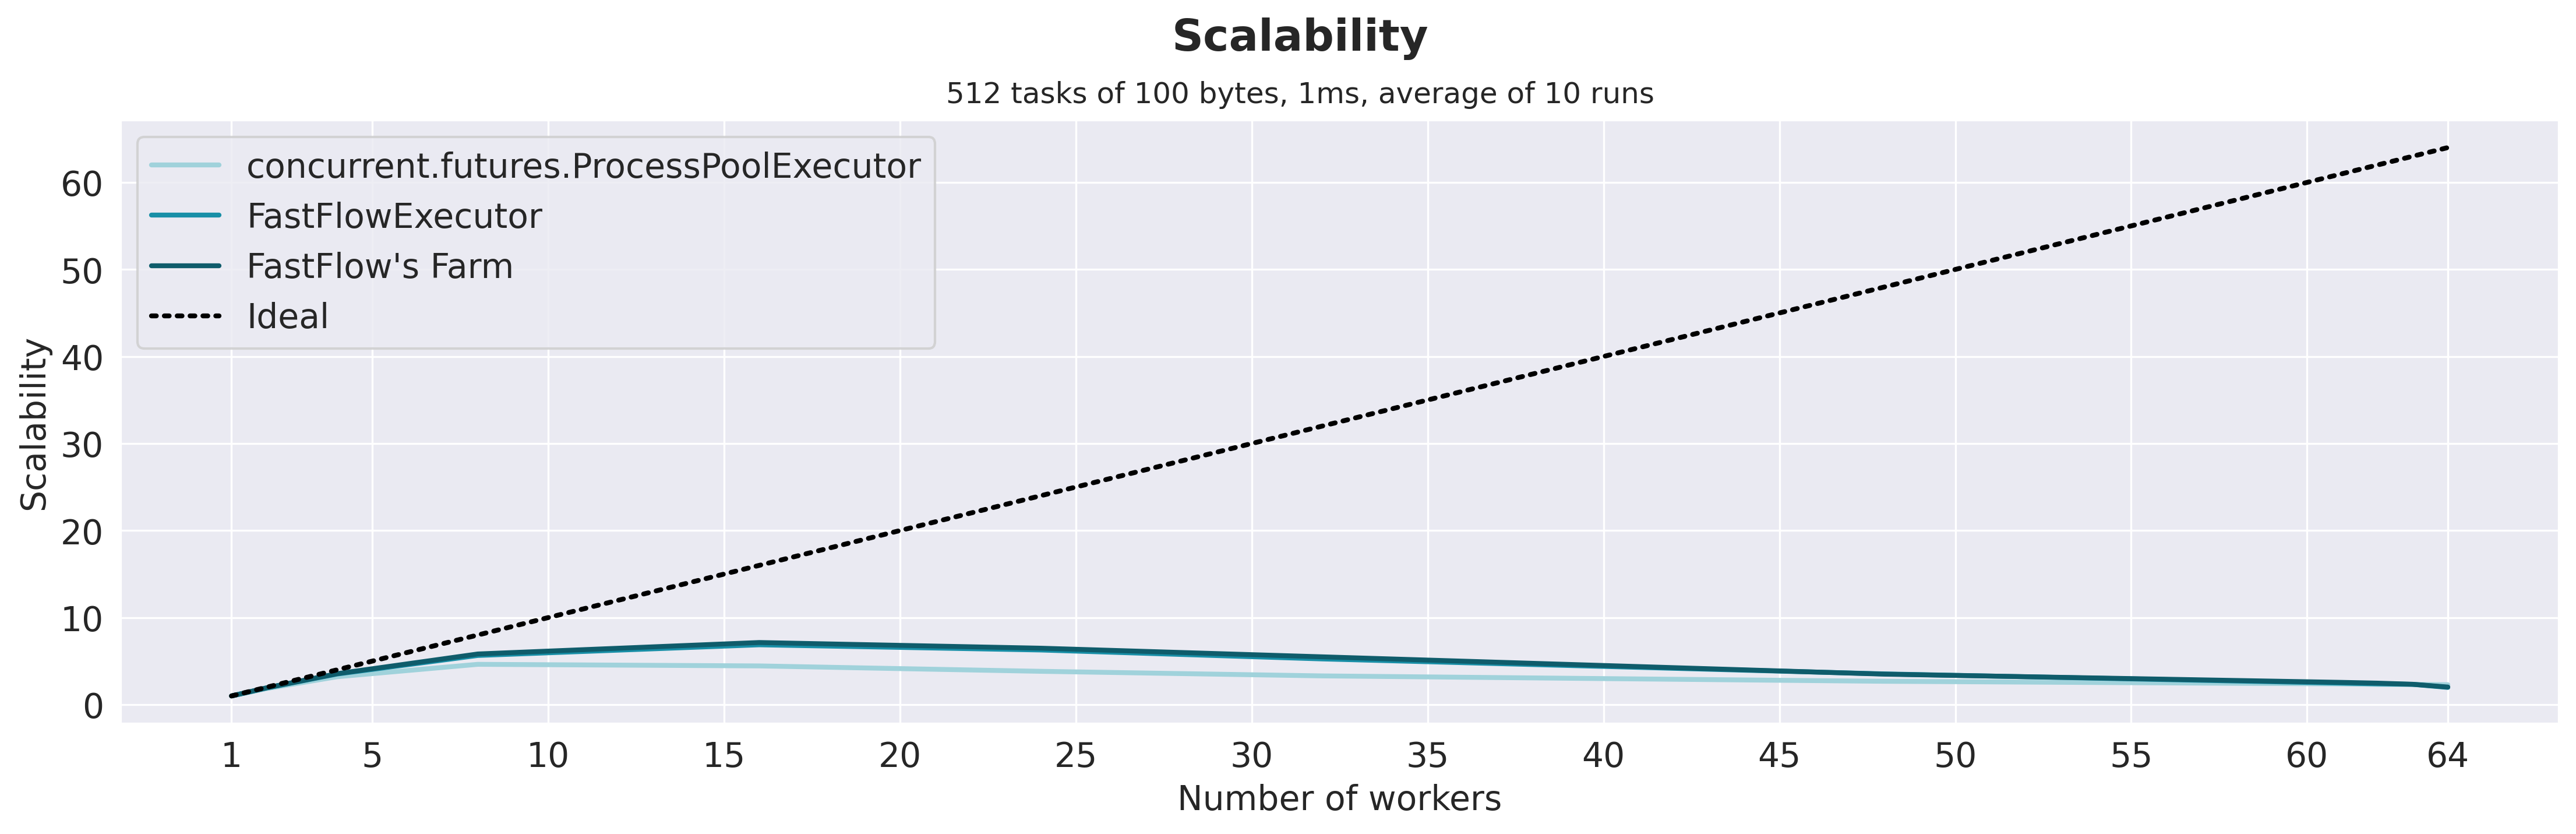 Scalability
512 tasks of 100 bytes, 1ms, average of 10 runs
concurrent.futures.ProcessPoolExecutor
FastFlowExecutor
FastFlow's Farm
Ideal
Scalability
60
50
40
30
20
10
0
1 5 10 15 20 25 30 35 40 45 50 55 60 64
Number of workers